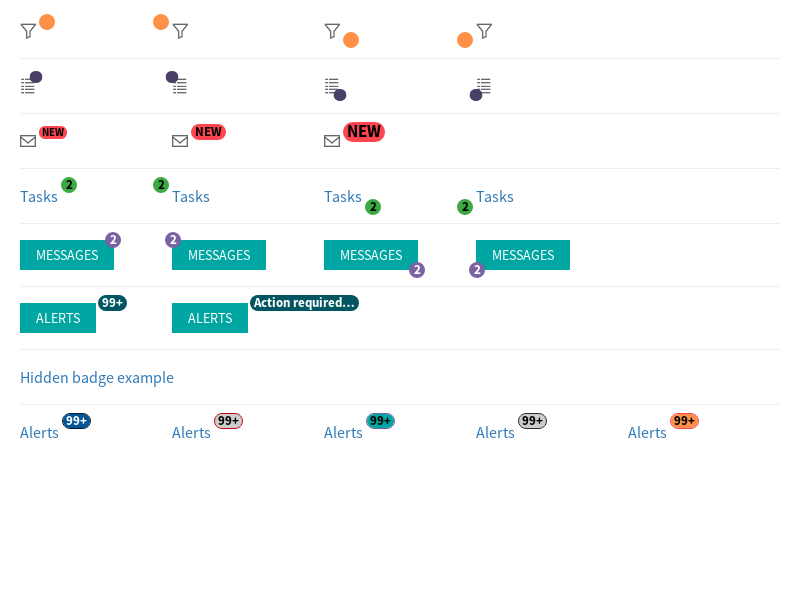 NEW NEW NEW
Tasks 2 2 Tasks Tasks 2 2 Tasks
MESSAGES 2 2 MESSAGES MESSAGES 2 2 MESSAGES
ALERTS 99+ ALERTS Action required...
Hidden badge example
Alerts 99+ Alerts 99+ Alerts 99+ Alerts 99+ Alerts 99+